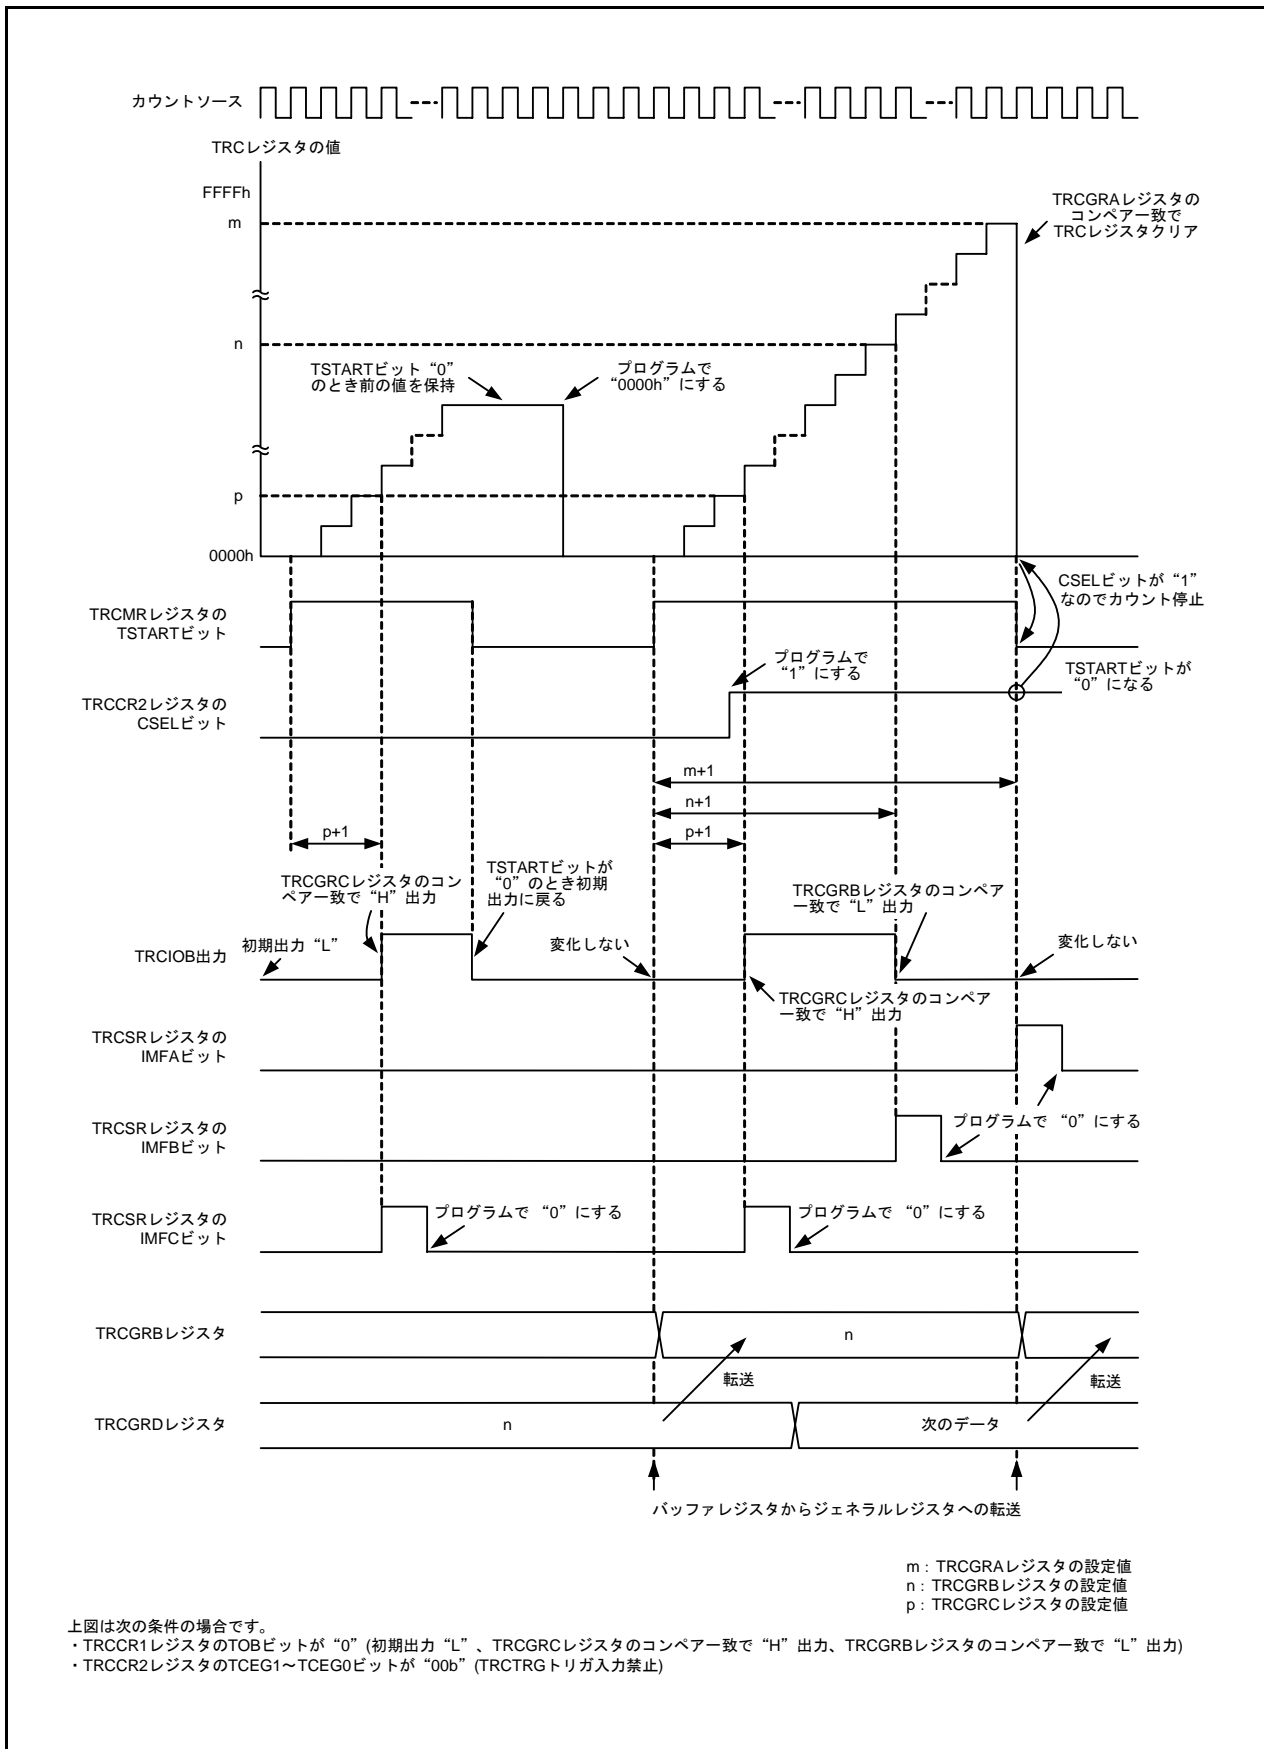 カウントソース
TRCレジスタの値
FFFFh
m
TRCGRAレジスタの
コンペア一致で
TRCレジスタクリア
n
TSTARTビット“0”
のとき前の値を保持
プログラムで
“0000h”にする
p
0000h
TRCMRレジスタの
TSTARTビット
CSELビットが“1”
なのでカウント停止
プログラムで
“1”にする
TSTARTビットが
“0”になる
TRCCR2レジスタの
CSELビット
m+1
n+1
p+1
p+1
TRCGRCレジスタのコン
ペア一致で“H”出力
TSTARTビットが
“0”のとき初期
出力に戻る
TRCGRBレジスタのコンペア
一致で“L”出力
TRCIOB出力
初期出力“L”
変化しない
変化しない
TRCGRCレジスタのコンペア
一致で“H”出力
TRCSRレジスタの
IMFAビット
TRCSRレジスタの
IMFBビット
プログラムで “0”にする
TRCSRレジスタの
IMFCビット
プログラムで “0”にする
プログラムで “0”にする
TRCGRBレジスタ
n
転送
転送
TRCGRDレジスタ
n
次のデータ
バッファレジスタからジェネラルレジスタへの転送
m : TRCGRAレジスタの設定値
n : TRCGRBレジスタの設定値
p : TRCGRCレジスタの設定値
上図は次の条件の場合です。
・TRCCR1レジスタのTOBビットが“0”(初期出力“L”、TRCGRCレジスタのコンペア一致で“H”出力、TRCGRBレジスタのコンペア一致で“L”出力)
・TRCCR2レジスタのTCEG1～TCEG0ビットが“00b”(TRCTRGトリガ入力禁止)